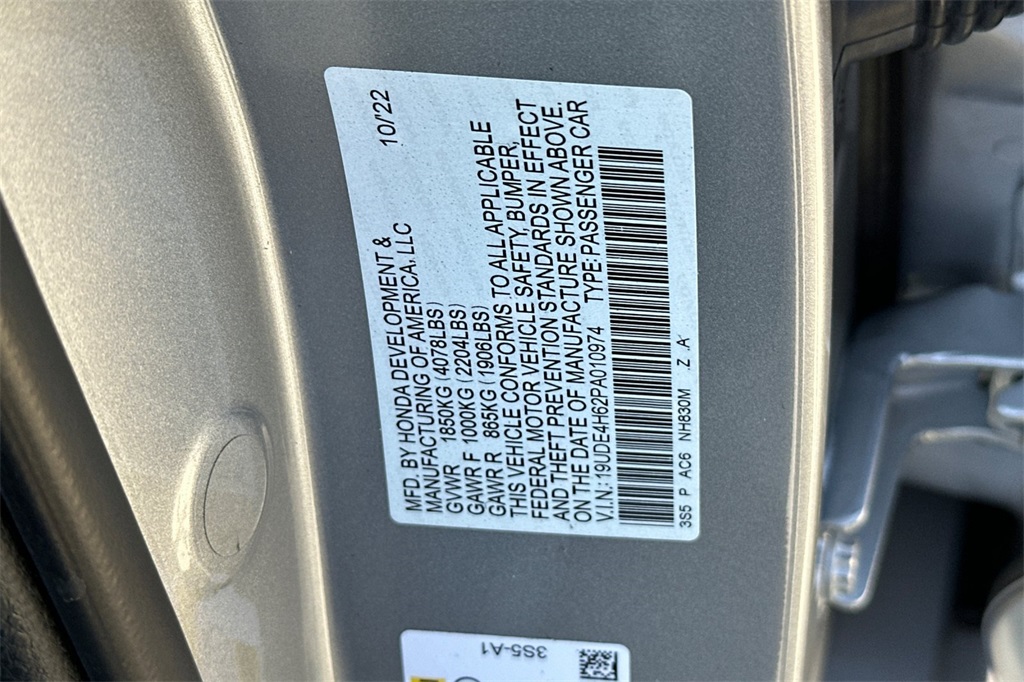 MFD. BY HONDA DEVELOPMENT & 10/'22
MANUFACTURING OF AMERICA, LLC
GVWR 1850KG (4078LBS)
GAWR F 1000KG (2204LBS)
GAWR R 865KG (1906LBS)
THIS VEHICLE CONFORMS TO ALL APPLICABLE
FEDERAL MOTOR VEHICLE SAFETY, BUMPER,
AND THEFT PREVENTION STANDARDS IN EFFECT
ON THE DATE OF MANUFACTURE SHOWN ABOVE.
V.I.N.: 19UDE4H62PA010974 TYPE:PASSENGER CAR
3S5 P AC6 NH830M .Z .A'
3S5-A1